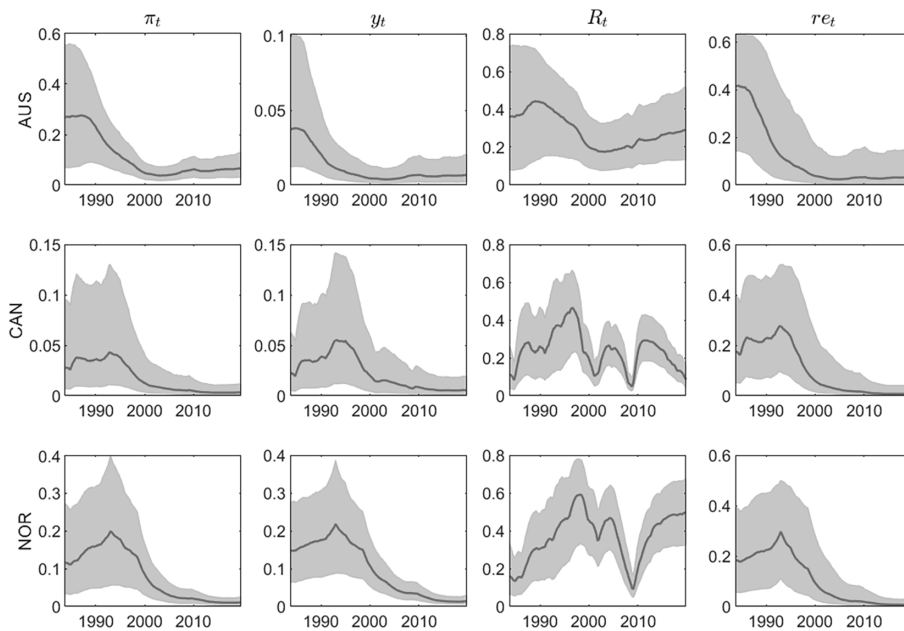 π_t y_t R_t re_t
AUS
0.6 0.1 0.8 0.6
0.4 0.6 0.4
0.05 0.4
0.2 0.2 0.2
0 0 0 0
1990 2000 2010 1990 2000 2010 1990 2000 2010 1990 2000 2010
CAN
0.15 0.15 0.8 0.6
0.1 0.1 0.6 0.4
0.4
0.05 0.05 0.2 0.2
0 0 0 0
1990 2000 2010 1990 2000 2010 1990 2000 2010 1990 2000 2010
NOR
0.4 0.4 0.8 0.6
0.3 0.3 0.6 0.4
0.2 0.2 0.4
0.1 0.1 0.2 0.2
0 0 0 0
1990 2000 2010 1990 2000 2010 1990 2000 2010 1990 2000 2010